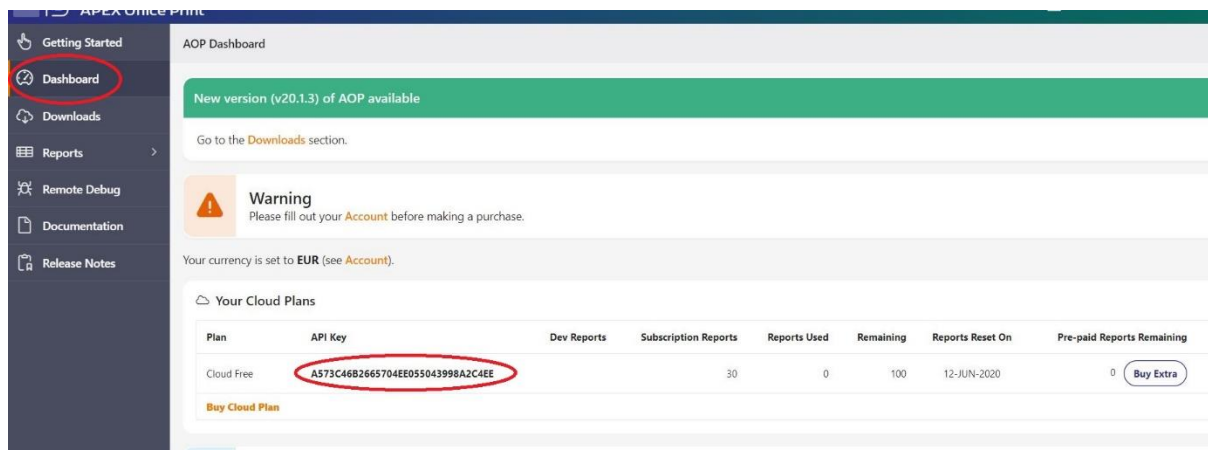 APEX Office Print
Getting Started
Dashboard
Downloads
Reports
Remote Debug
Documentation
Release Notes
AOP Dashboard
New version (v20.1.3) of AOP available
Go to the Downloads section.
Warning
Please fill out your Account before making a purchase.
Your currency is set to EUR (see Account).
Your Cloud Plans
Plan API Key Dev Reports Subscription Reports Reports Used Remaining Reports Reset On Pre-paid Reports Remaining
Cloud Free A573C46B2665704EE055043998A2C4EE 30 0 100 12-JUN-2020 0 Buy Extra
Buy Cloud Plan